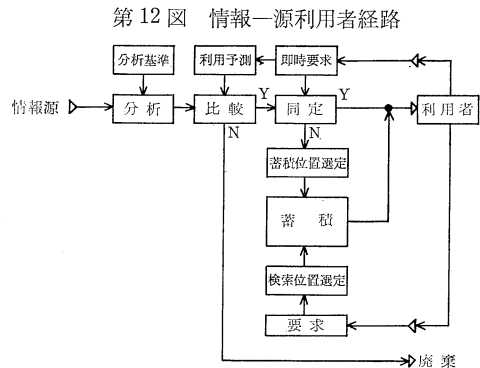 第12図 情報—源利用者経路
分析基準 利用予測 即時要求
情報源 分析 比較 Y 同定 Y 利用者
N N
蓄積位置選定
蓄積
検索位置選定
要求
廃棄